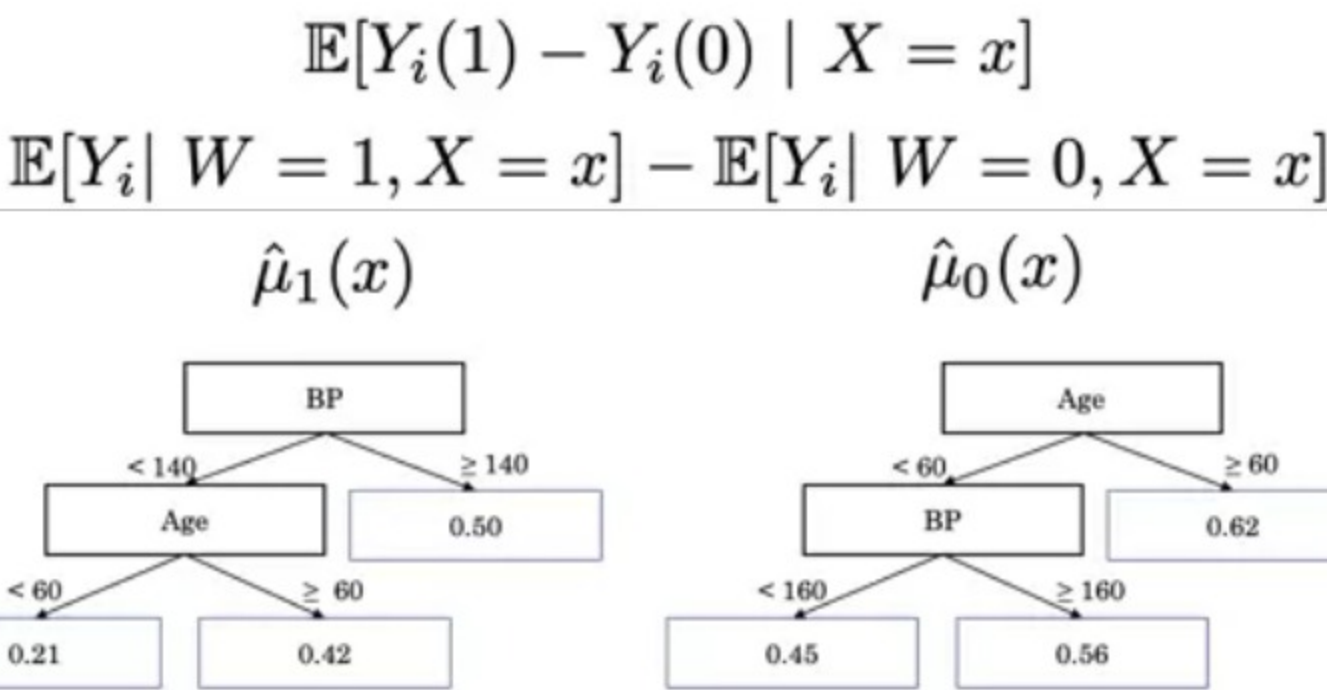 𝔼[Yᵢ(1) − Yᵢ(0) | X = x]
𝔼[Yᵢ| W = 1, X = x] − 𝔼[Yᵢ| W = 0, X = x]
μ̂₁(x) μ̂₀(x)
BP Age
< 140 ≥ 140 < 60 ≥ 60
Age 0.50 BP 0.62
< 60 ≥ 60 < 160 ≥ 160
0.21 0.42 0.45 0.56